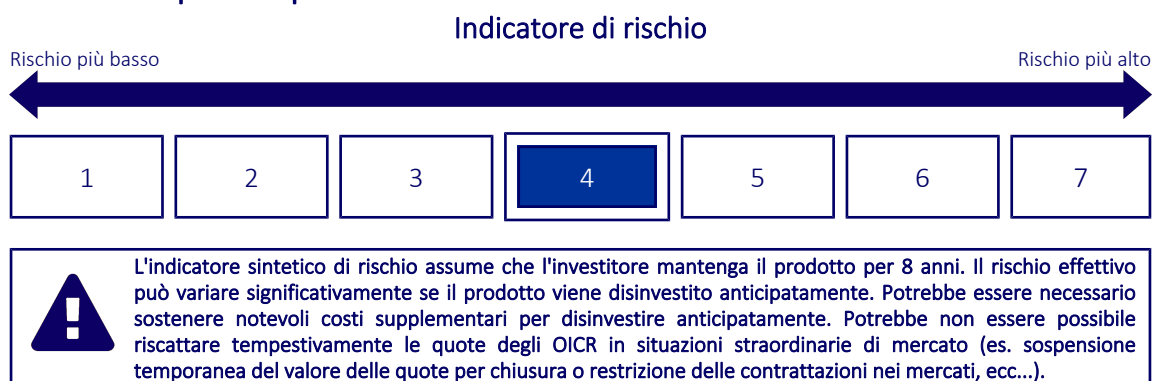 Indicatore di rischio
Rischio più basso Rischio più alto
1 2 3 4 5 6 7
L'indicatore sintetico di rischio assume che l'investitore mantenga il prodotto per 8 anni. Il rischio effettivo
può variare significativamente se il prodotto viene disinvestito anticipatamente. Potrebbe essere necessario
sostenere notevoli costi supplementari per disinvestire anticipatamente. Potrebbe non essere possibile
riscattare tempestivamente le quote degli OICR in situazioni straordinarie di mercato (es. sospensione
temporanea del valore delle quote per chiusura o restrizione delle contrattazioni nei mercati, ecc...).